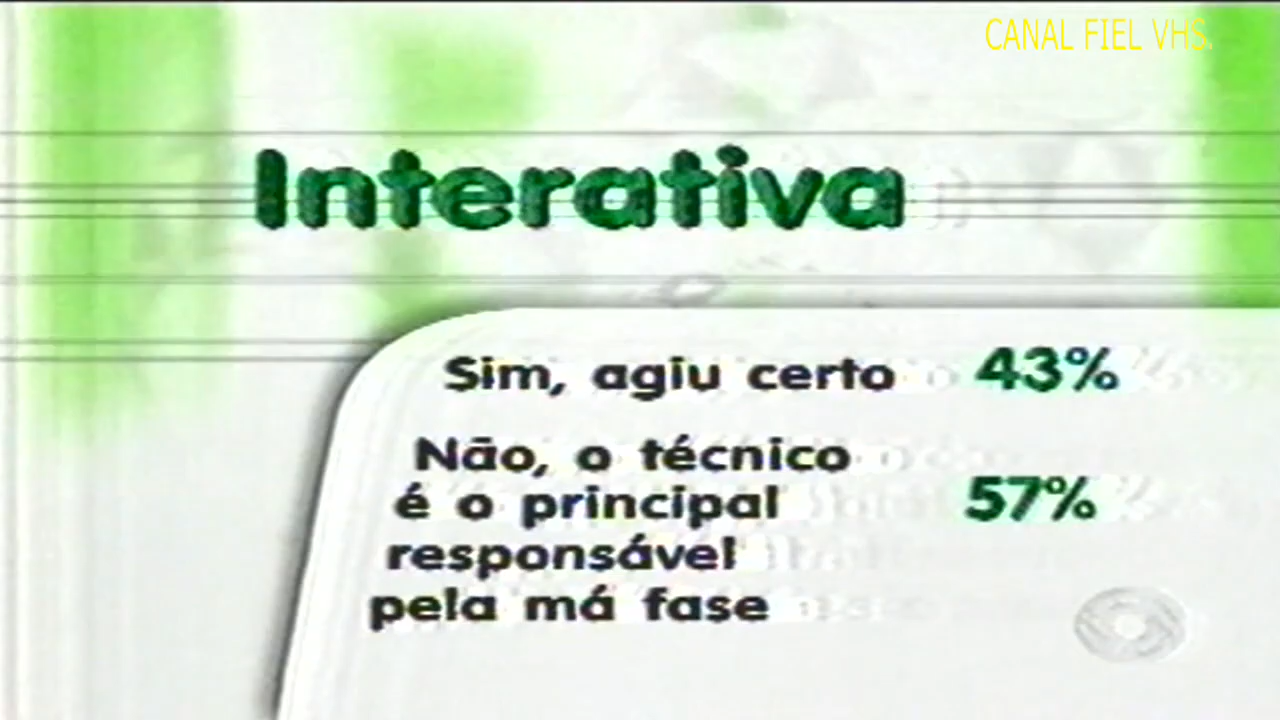 CANAL FIEL VHS.
Interativa
Sim, agiu certo 43%
Não, o técnico
é o principal 57%
responsável
pela má fase